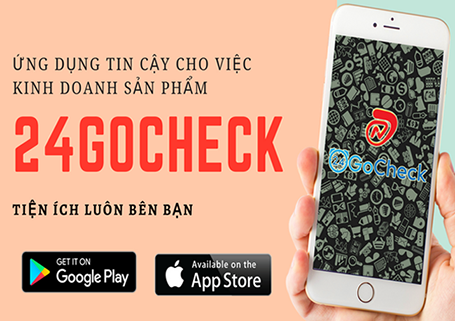 ỨNG DỤNG TIN CẬY CHO VIỆC
KINH DOANH SẢN PHẨM
24GOCHECK
TIỆN ÍCH LUÔN BÊN BẠN
GET IT ON
Google Play
Available on the
App Store
24GoCheck